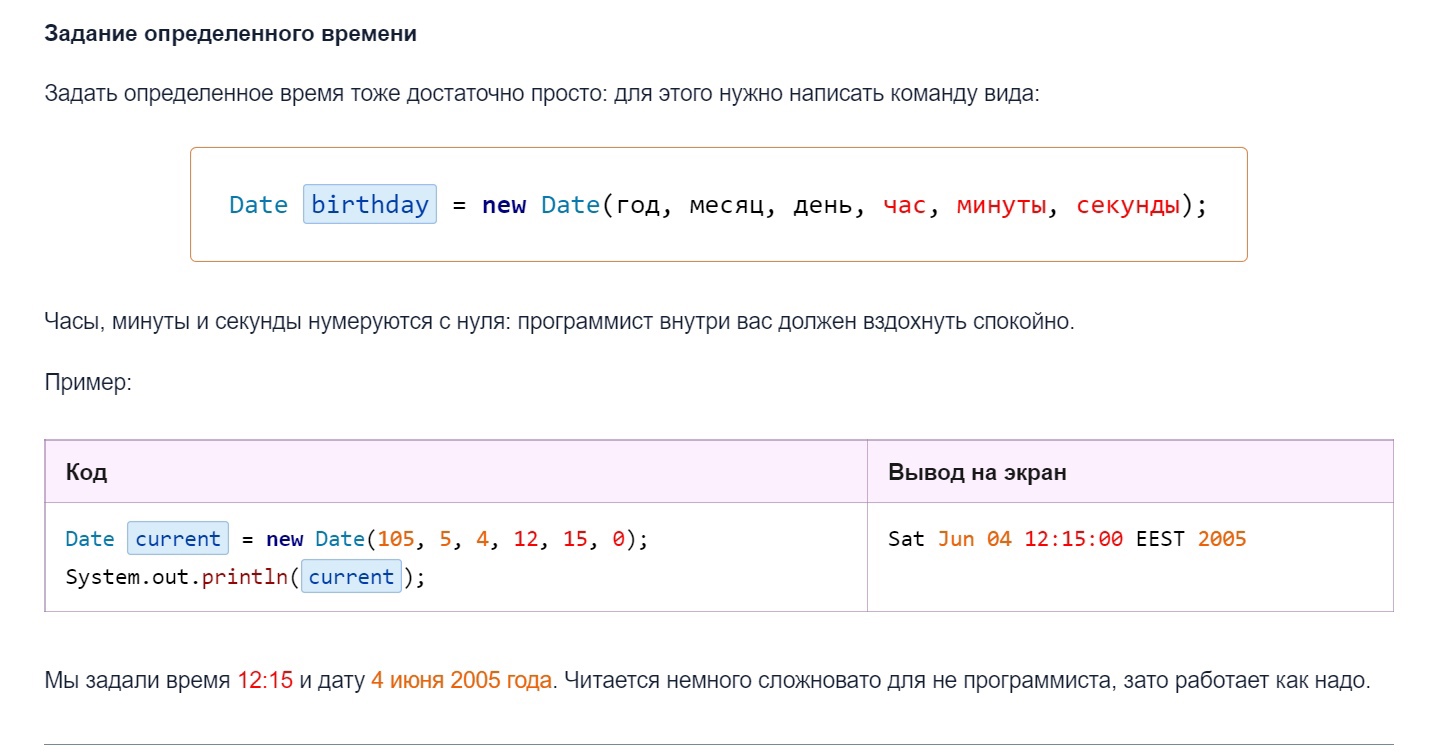 Задание определенного времени
Задать определенное время тоже достаточно просто: для этого нужно написать команду вида:
Date birthday = new Date(год, месяц, день, час, минуты, секунды);
Часы, минуты и секунды нумеруются с нуля: программист внутри вас должен вздохнуть спокойно.
Пример:
Код
Вывод на экран
Date current = new Date(105, 5, 4, 12, 15, 0);
System.out.println(current);
Sat Jun 04 12:15:00 EEST 2005
Мы задали время 12:15 и дату 4 июня 2005 года. Читается немного сложновато для не программиста, зато работает как надо.